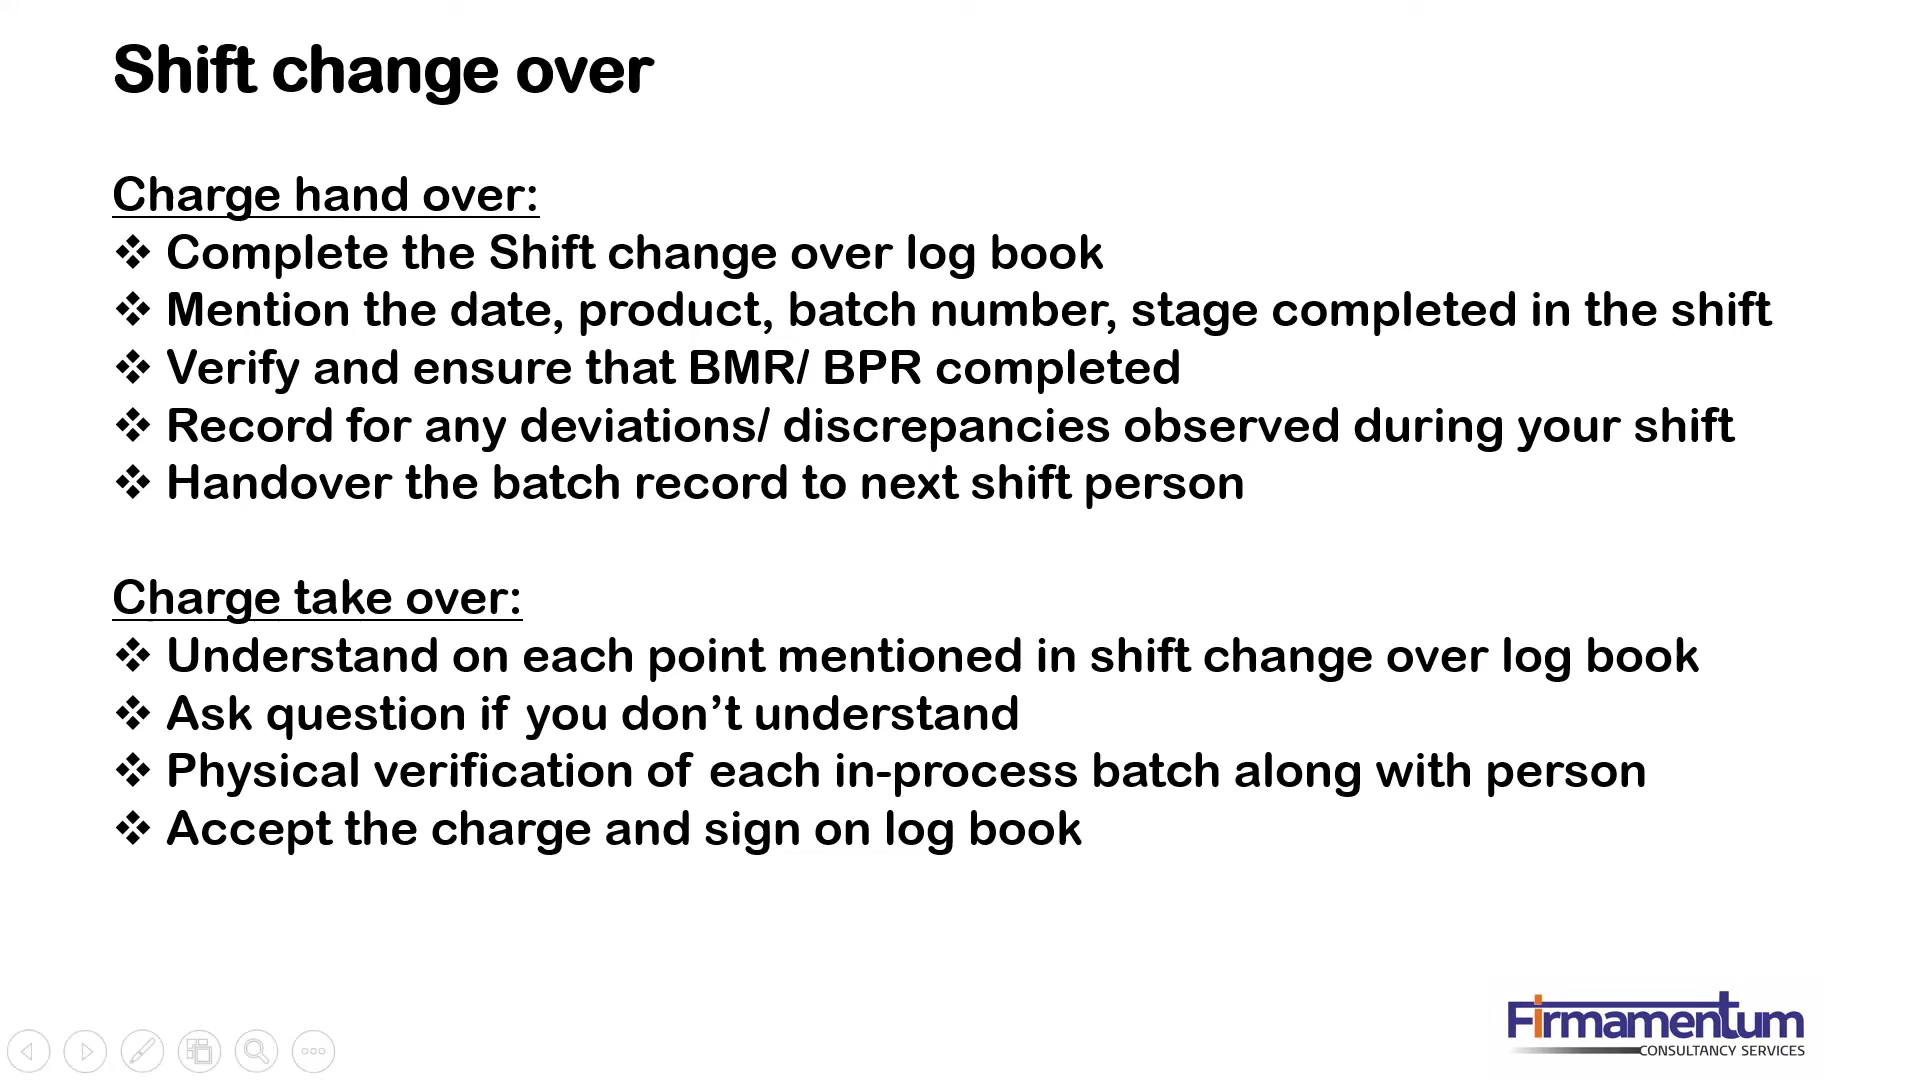 Shift change over
Charge hand over:
❖ Complete the Shift change over log book
❖ Mention the date, product, batch number, stage completed in the shift
❖ Verify and ensure that BMR/ BPR completed
❖ Record for any deviations/ discrepancies observed during your shift
❖ Handover the batch record to next shift person
Charge take over:
❖ Understand on each point mentioned in shift change over log book
❖ Ask question if you don’t understand
❖ Physical verification of each in-process batch along with person
❖ Accept the charge and sign on log book
Firmamentum
CONSULTANCY SERVICES